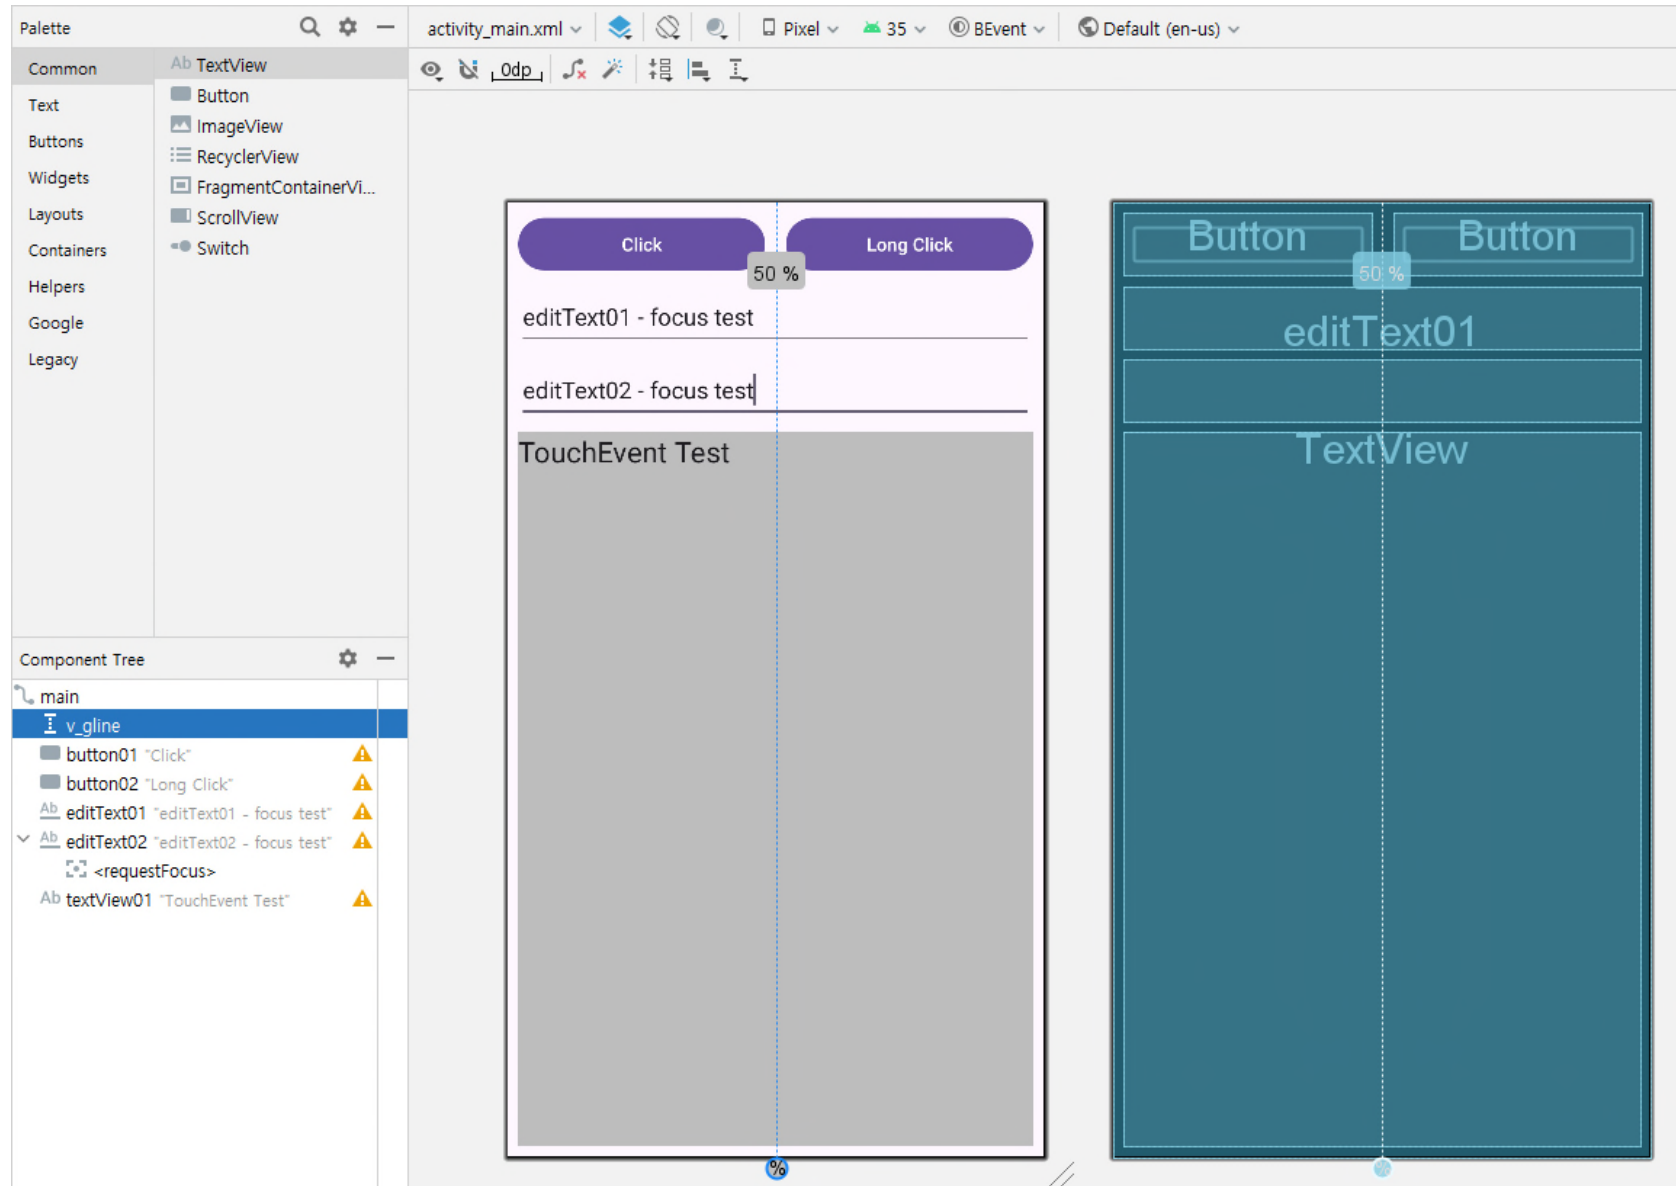 Palette
activity_main.xml
Pixel
35
BEvent
Default (en-us)
Common
Text
Buttons
Widgets
Layouts
Containers
Helpers
Google
Legacy
Ab TextView
Button
ImageView
RecyclerView
FragmentContainerVi...
ScrollView
Switch
0dp
Component Tree
main
v_gline
button01 "Click"
button02 "Long Click"
Ab editText01 "editText01 - focus test"
Ab editText02 "editText02 - focus test"
<requestFocus>
Ab textView01 "TouchEvent Test"
Click
Long Click
50 %
editText01 - focus test
editText02 - focus test
TouchEvent Test
%
Button
Button
50 %
editText01
TextView